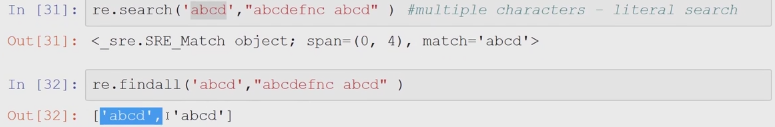 In [31]: re.search('abcd',"abcdefnc abcd" ) #multiple characters - literal search
Out[31]: <_sre.SRE_Match object; span=(0, 4), match='abcd'>
In [32]: re.findall('abcd',"abcdefnc abcd" )
Out[32]: ['abcd', 'abcd']